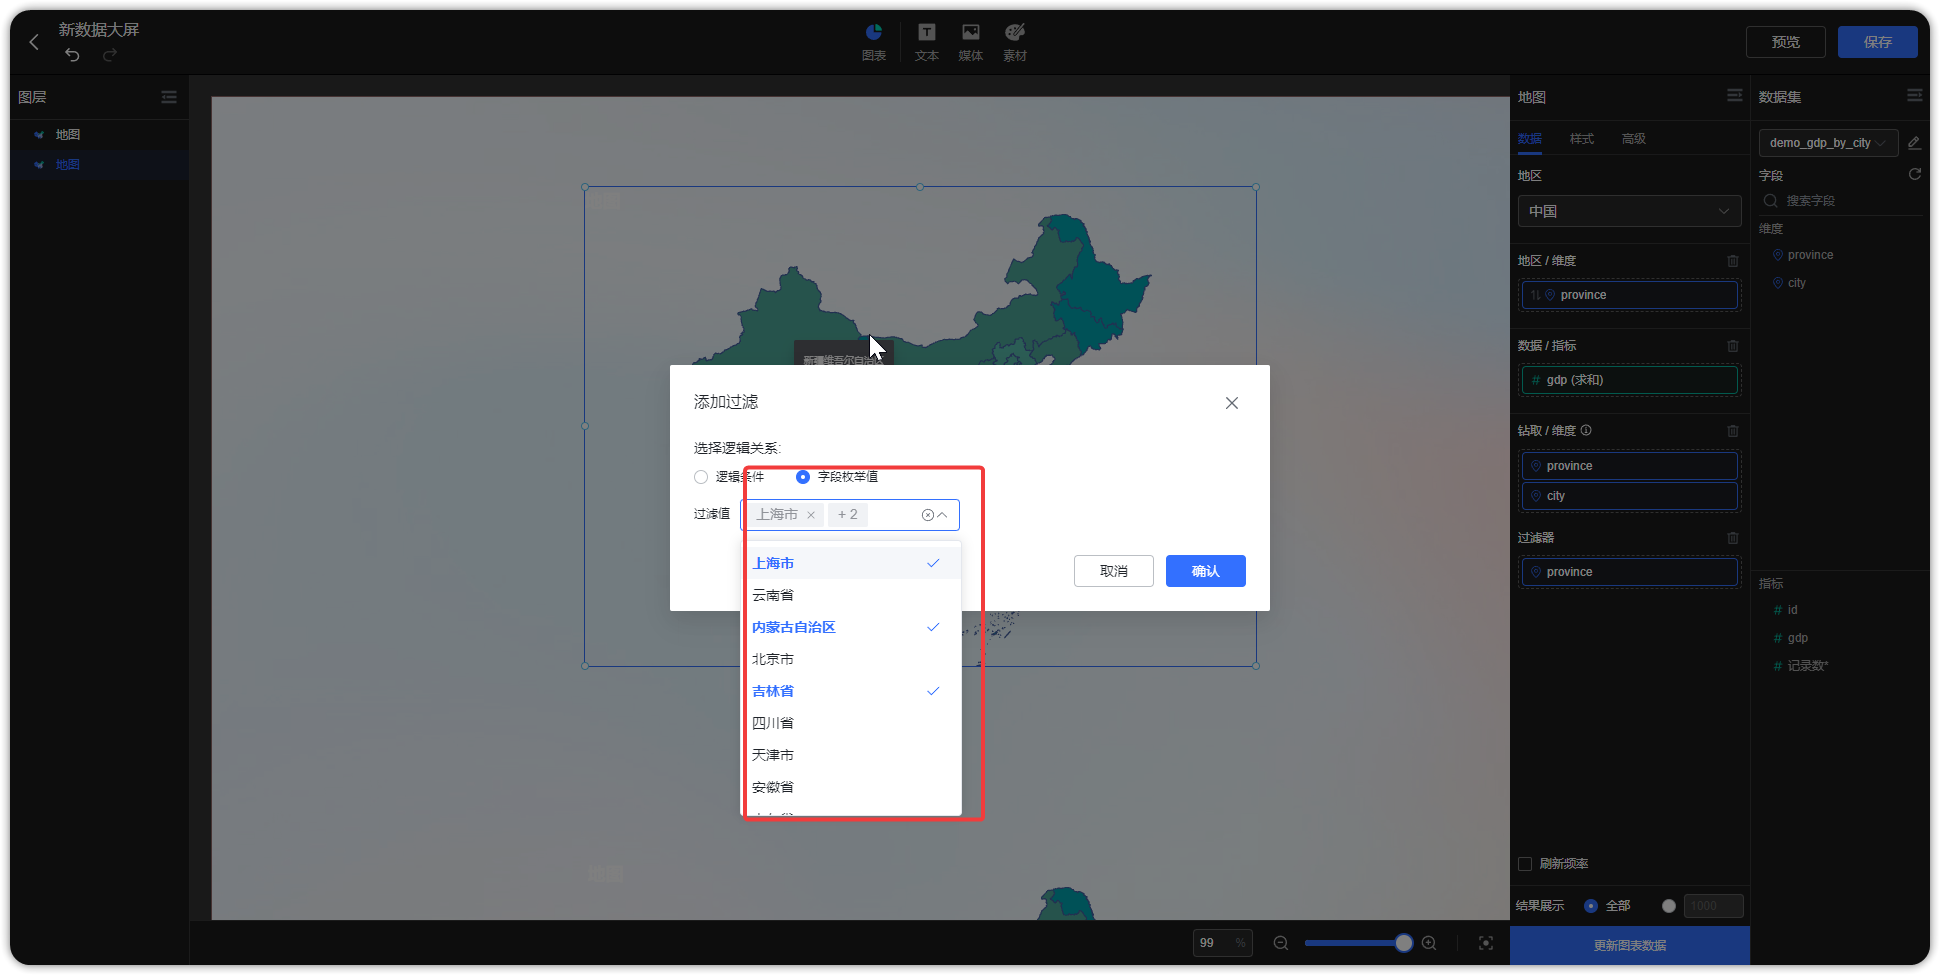 新数据大屏
图表
文本
媒体
素材
预览
保存
图层
地图
地图
地图
数据
样式
高级
地区
中国
地区 / 维度
province
数据 / 指标
gdp (求和)
钻取 / 维度
province
city
过滤器
province
刷新频率
结果展示
全部
1000
更新图表数据
数据集
demo_gdp_by_city
字段
搜索字段
维度
province
city
指标
id
gdp
记录数*
新疆维吾尔自治区
添加过滤
选择逻辑关系:
逻辑条件
字段枚举值
过滤值
上海市
+ 2
上海市
云南省
内蒙古自治区
北京市
吉林省
四川省
天津市
安徽省
取消
确认
99 %